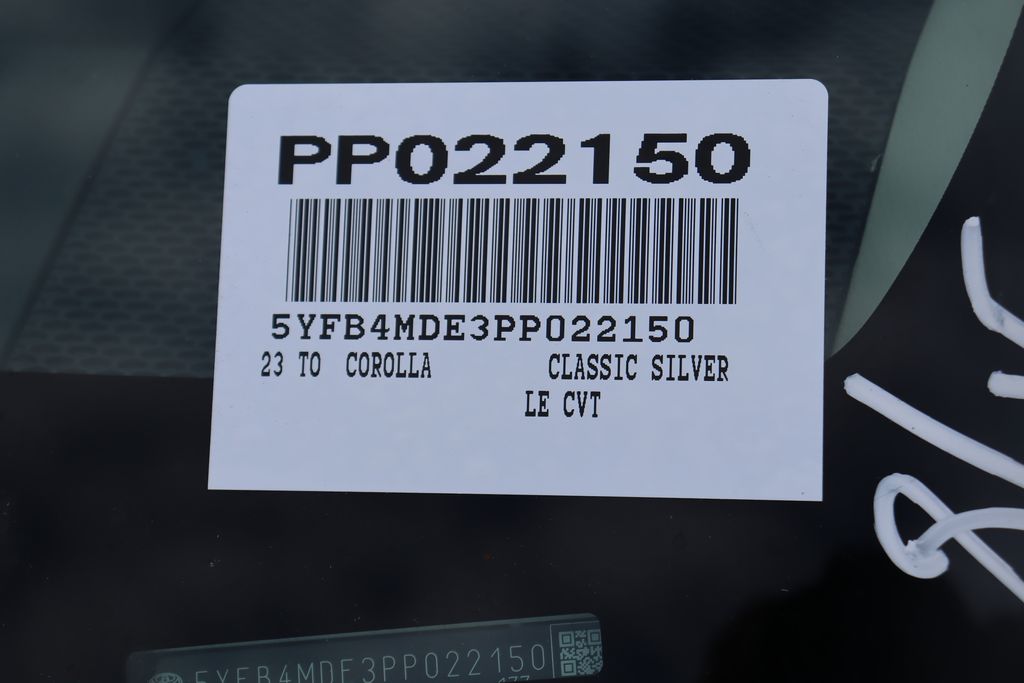 PP022150
5YFB4MDE3PP022150
23 TO COROLLA CLASSIC SILVER
LE CVT
5YFB4MDE3PP022150